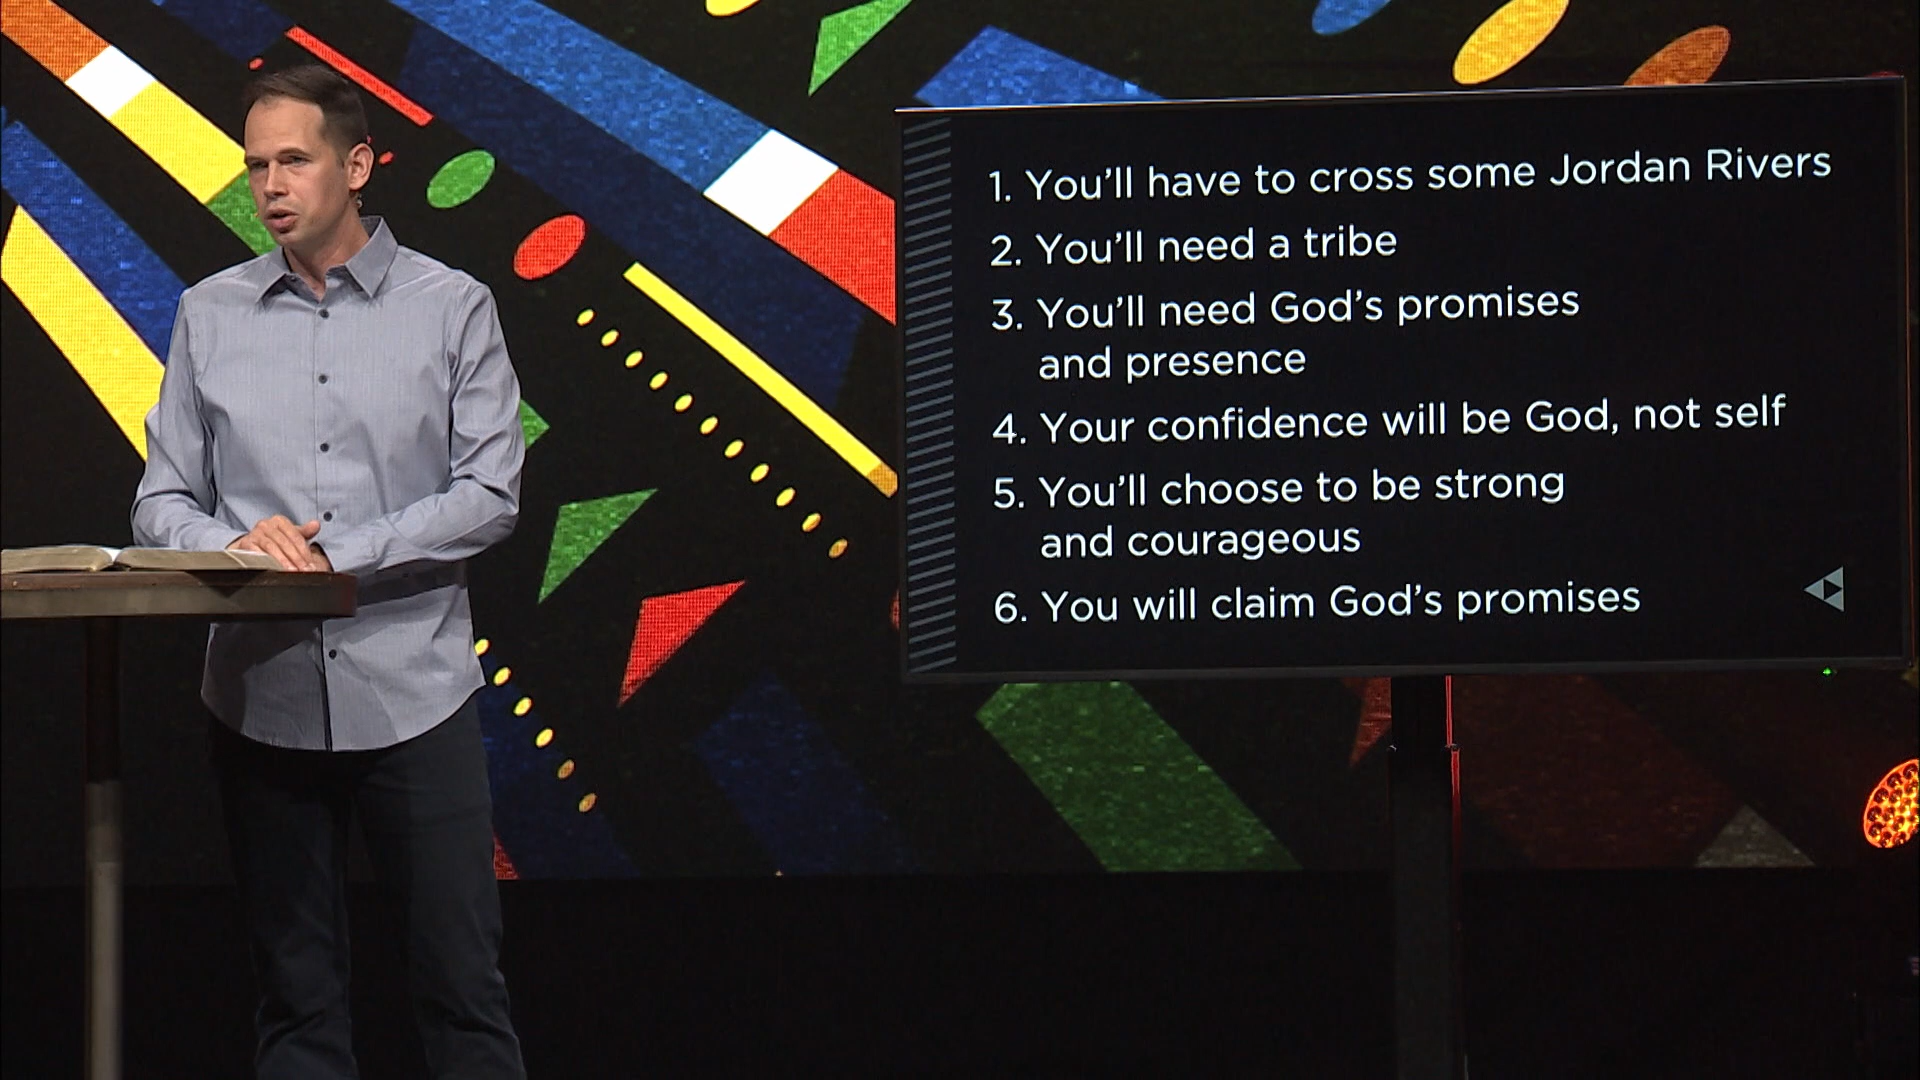 1. You'll have to cross some Jordan Rivers
2. You'll need a tribe
3. You'll need God's promises
and presence
4. Your confidence will be God, not self
5. You'll choose to be strong
and courageous
6. You will claim God's promises